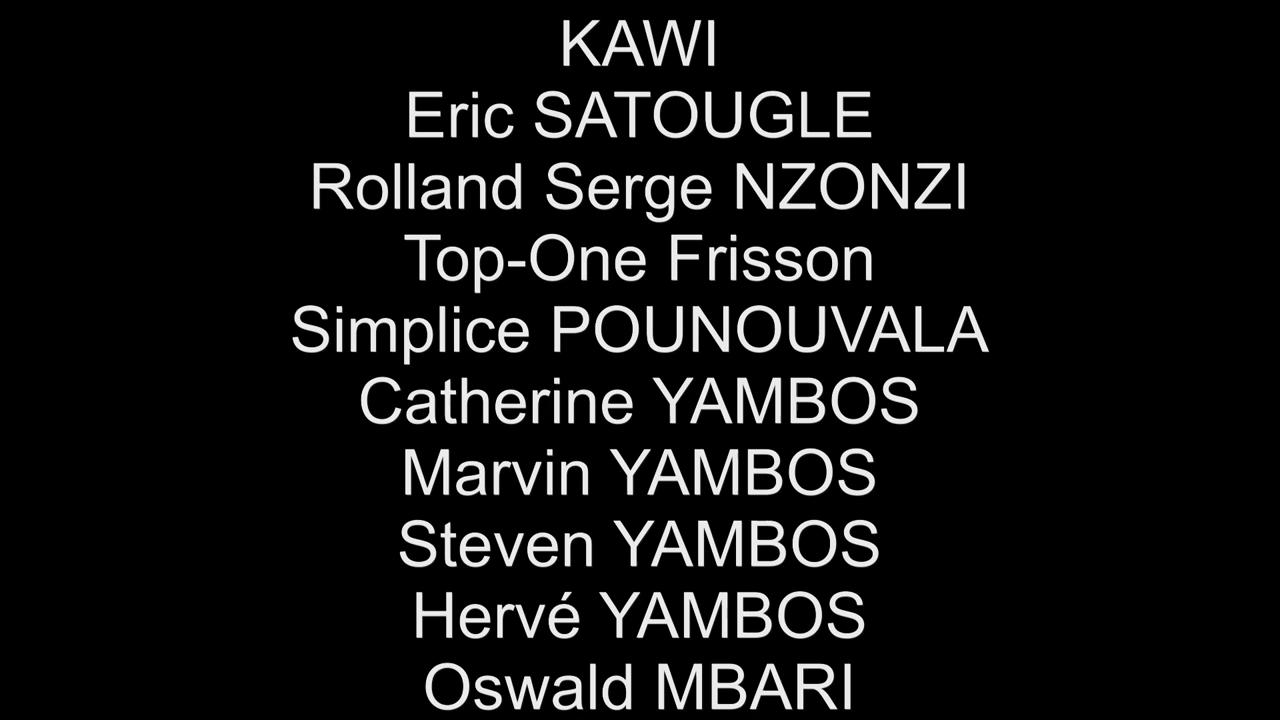 KAWI
Eric SATOUGLE
Rolland Serge NZONZI
Top-One Frisson
Simplice POUNOUVALA
Catherine YAMBOS
Marvin YAMBOS
Steven YAMBOS
Hervé YAMBOS
Oswald MBARI